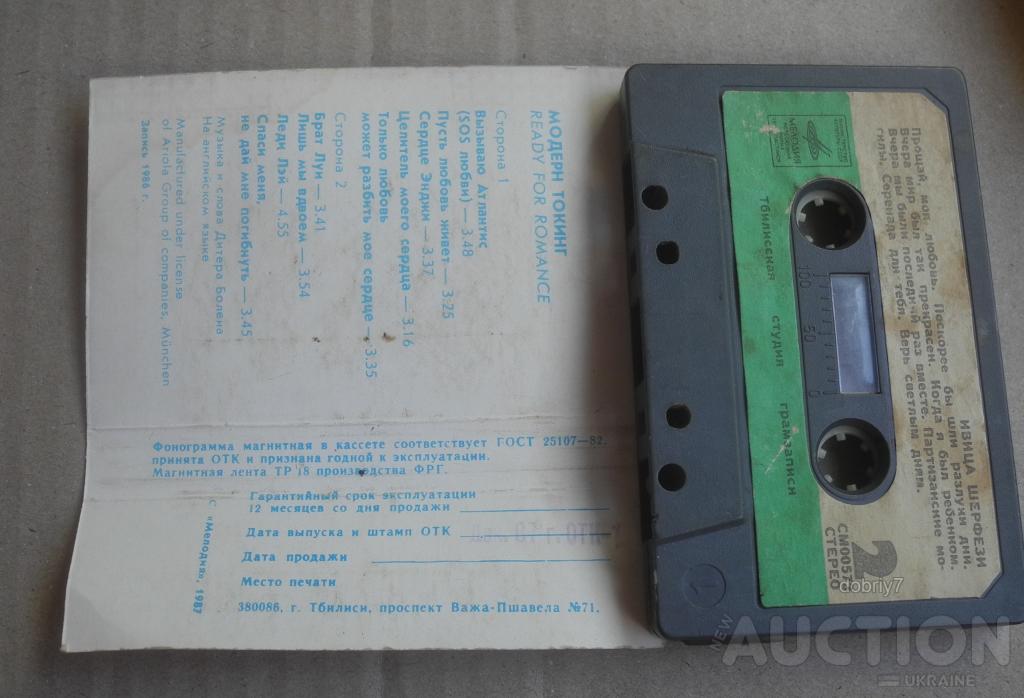 МОДЕРН ТОКИНГ
READY FOR ROMANCE
Сторона 1
Вызываю Атлантис
(SOS любви) — 3.48
Пусть любовь живет — 3.25
Сердце Энджи — 3.37
Целитель моего сердца — 3.16
Только любовь
может разбить мое сердце — 3.35
Сторона 2
Брат Луи — 3.41
Лишь мы вдвоем — 3.54
Леди Лэй — 4.55
Спаси меня,
не дай мне погибнуть — 3.45
Музыка и слова Дитера Болена
На английском языке
Manufactured under license
of Ariola Group of companies, München
Запись 1986 г.
Фонограмма магнитная в кассете соответствует ГОСТ 25107—82.
принята ОТК и признана годной к эксплуатации.
Магнитная лента ТР 18 производства ФРГ.
Гарантийный срок эксплуатации
12 месяцев со дня продажи
Дата выпуска и штамп ОТК
Дата продажи
Место печати
380086, г. Тбилиси, проспект Важа-Пшавела №71.
С «Мелодия», 1987
ИВИЦА ШЕРФЕЗИ
Прощай, моя любовь. Поскорее бы шли разлуки дни.
Вчера мир был так прекрасен. Когда я был ребенком.
Вчера мы были последний раз вместе. Партизанские мо-
гилы. Серенада для тебя. Верь светлым дням.
МЕЛОДИЯ
тбилисская студия грамзаписи
100 50 0
СМ0057
СТЕРЕО
2
dobriy7
NEW AUCTION
UKRAINE